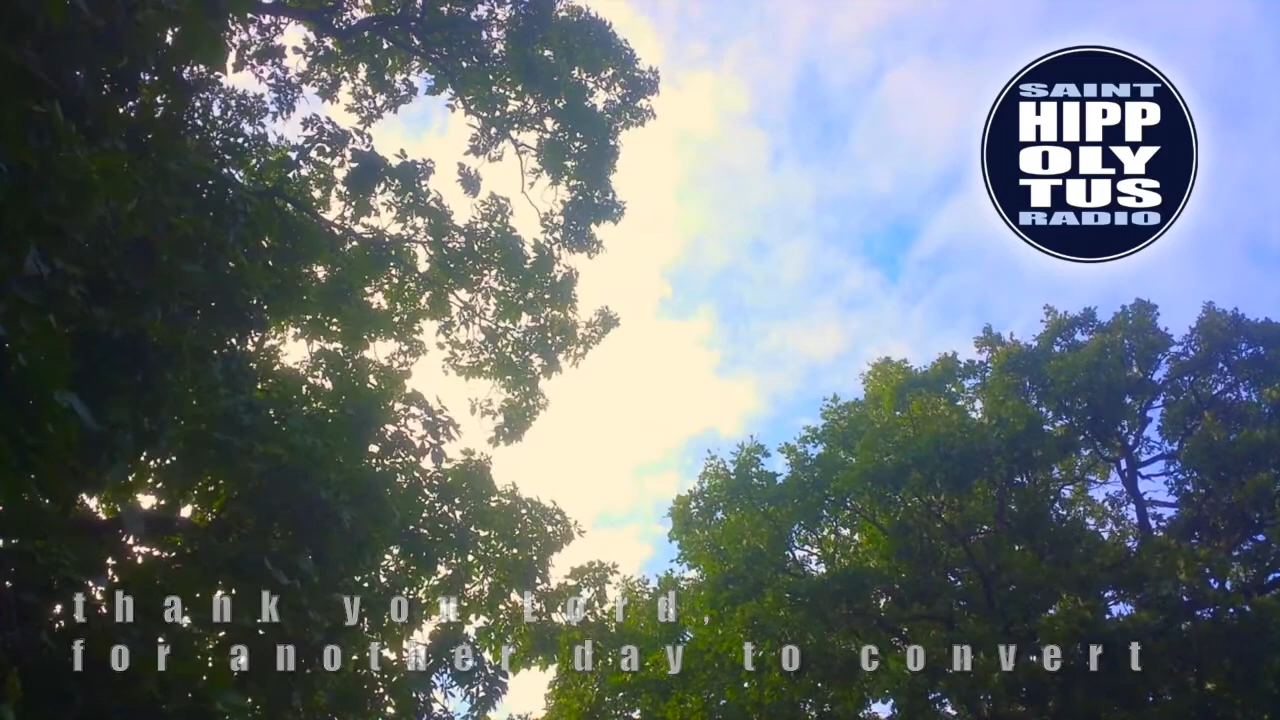 SAINT
HIPP
OLY
TUS
RADIO
thank you Lord,
for another day to convert